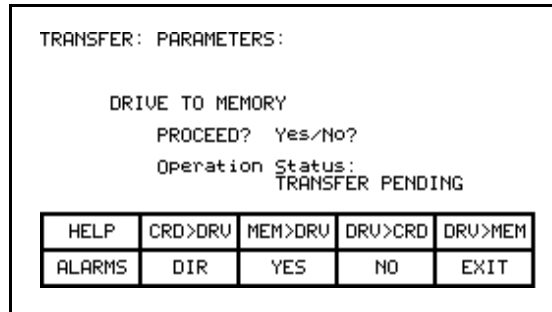 TRANSFER: PARAMETERS:
DRIVE TO MEMORY
PROCEED? Yes/No?
Operation Status:
TRANSFER PENDING
HELP CRD>DRV MEM>DRV DRV>CRD DRV>MEM
ALARMS DIR YES NO EXIT